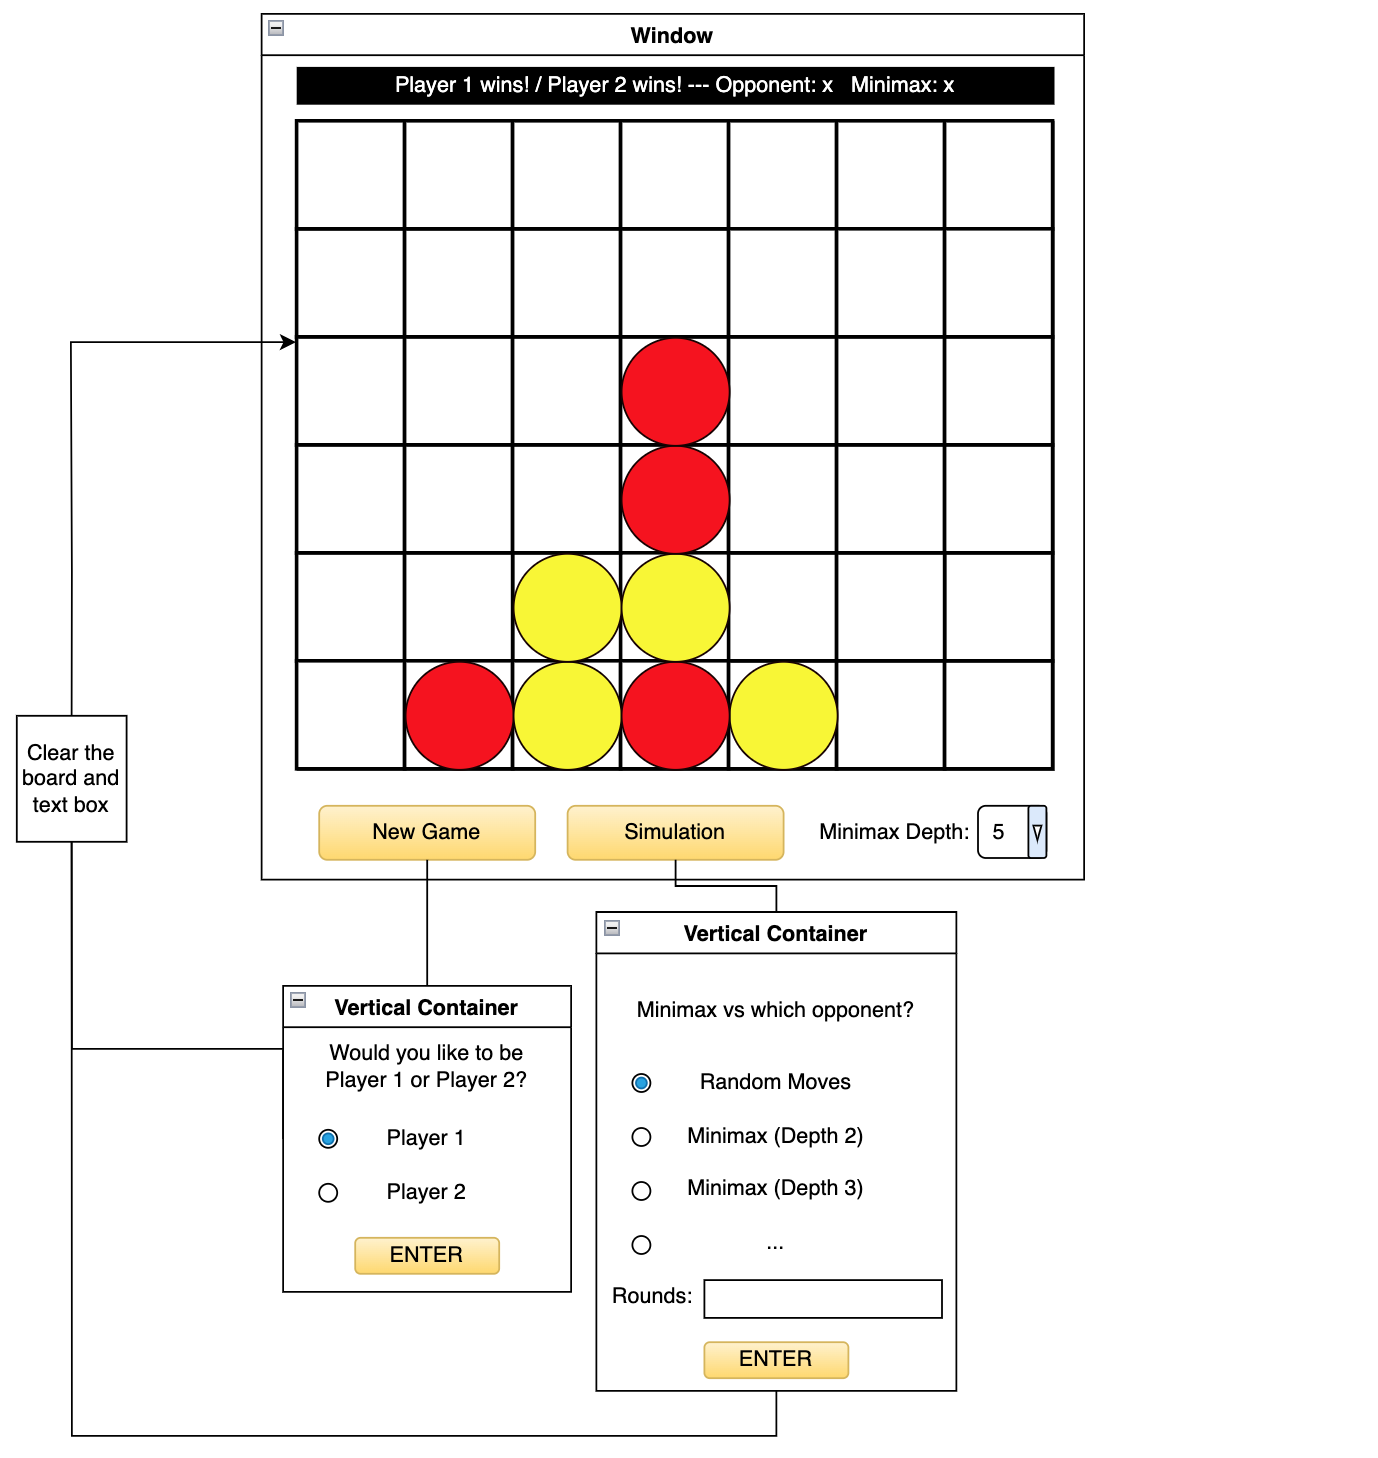 Window
Player 1 wins! / Player 2 wins! --- Opponent: x   Minimax: x
Clear the
board and
text box
New Game
Simulation
Minimax Depth: 5
Vertical Container
Would you like to be
Player 1 or Player 2?
Player 1
Player 2
ENTER
Vertical Container
Minimax vs which opponent?
Random Moves
Minimax (Depth 2)
Minimax (Depth 3)
...
Rounds:
ENTER